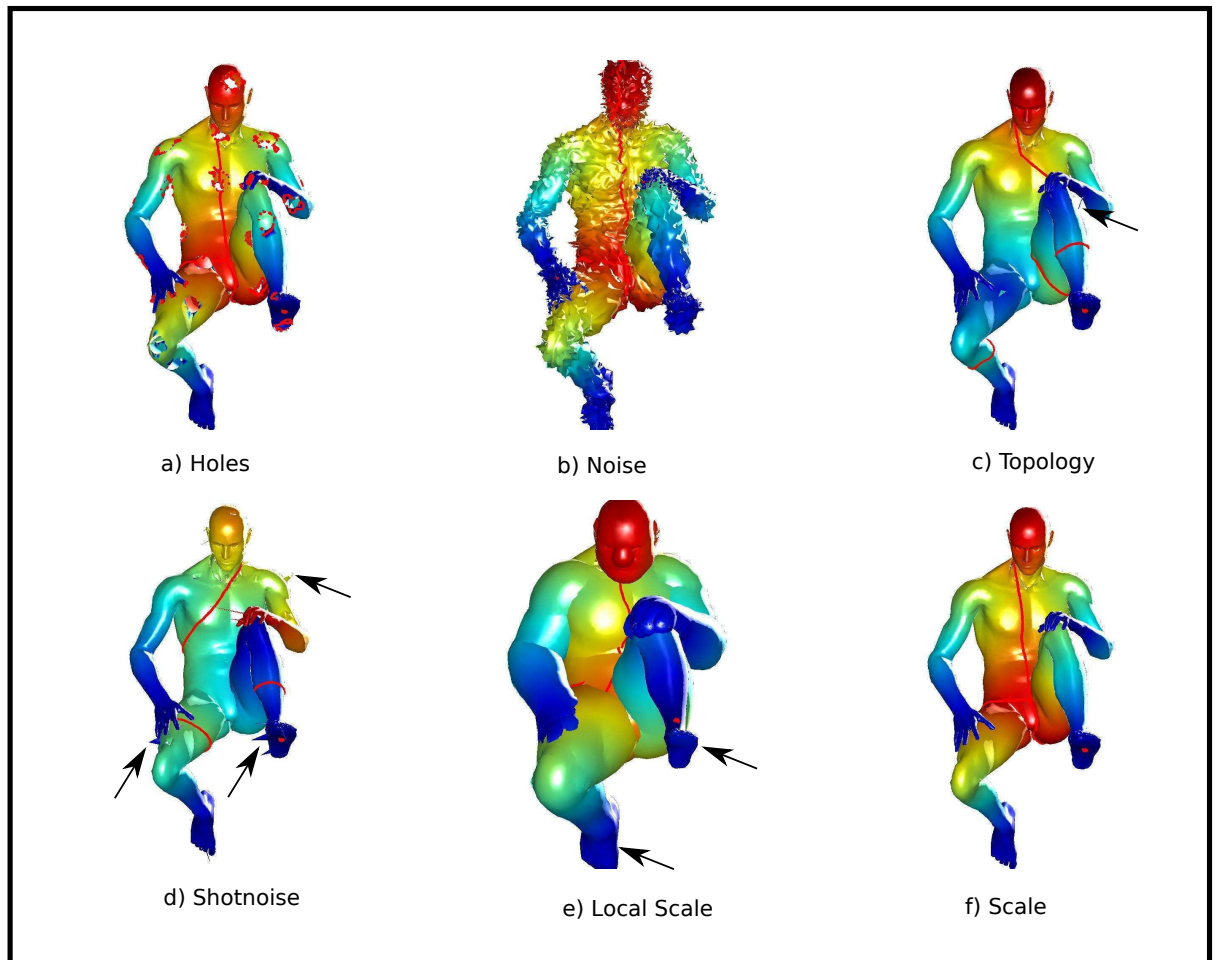 a) Holes
b) Noise
c) Topology
d) Shotnoise
e) Local Scale
f) Scale